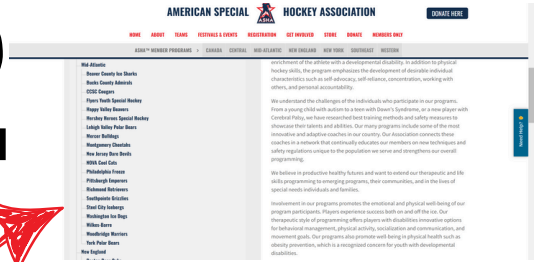 AMERICAN SPECIAL ASHA HOCKEY ASSOCIATION
DONATE HERE
HOME ABOUT TEAMS FESTIVALS & EVENTS REGISTRATION GET INVOLVED STORE DONATE MEMBERS ONLY
ASHA™ MEMBER PROGRAMS > CANADA CENTRAL MID-ATLANTIC NEW ENGLAND NEW YORK SOUTHEAST WESTERN
Mid-Atlantic
Beaver County Ice Sharks
Bucks County Admirals
CCSC Cougars
Flyers Youth Special Hockey
Happy Valley Beavers
Hershey Heroes Special Hockey
Lehigh Valley Polar Bears
Mercer Bulldogs
Montgomery Cheetahs
New Jersey Dare Devils
NOVA Cool Cats
Philadelphia Freeze
Pittsburgh Emperors
Richmond Retrievers
Southpointe Grizzlies
Steel City Icebergs
Washington Ice Dogs
Wilkes-Barre
Woodbridge Warriors
York Polar Bears
New England
enrichment of the athlete with a developmental disability. In addition to physical
hockey skills, the program emphasizes the development of desirable individual
characteristics such as self-advocacy, self-reliance, concentration, working with
others, and personal accountability.
We understand the challenges of the individuals who participate in our programs.
From a young child with autism to a teen with Dawn's Syndrome, or a new player with
Cerebral Palsy, we have researched best training methods and safety measures to
showcase their talents and abilities. Our many programs include some of the most
innovative and adaptive coaches in our country. Our Association connects these
coaches in a network that continually educates our members on new techniques and
safety regulations unique to the population we serve and strengthens our overall
programming.
We believe in productive healthy futures and want to extend our therapeutic and life
skills programming to emerging programs, their communities, and in the lives of
special needs individuals and families.
Involvement in our programs promotes the emotional and physical well-being of our
program participants. Players experience success both on and off the ice. Our
therapeutic style of programming offers players with disabilities innovative options
for behavioral management, physical activity, socialization and communication, and
movement goals. Our programs also promote well-being in physical health such as
obesity prevention, which is a recognized concern for youth with developmental
disabilities.
Need Help?